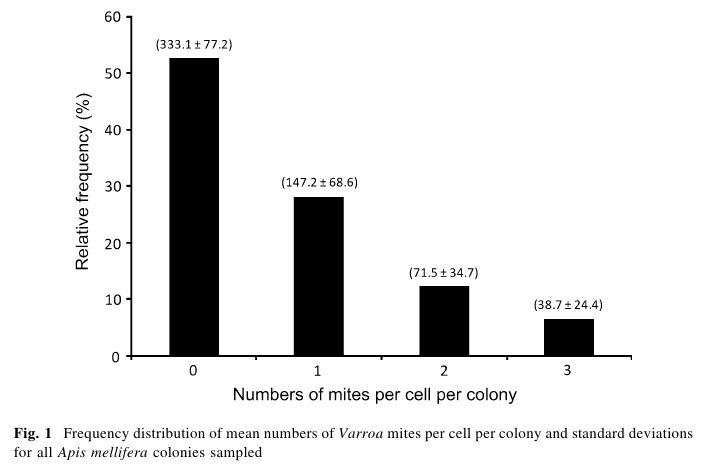 60
(333.1 ± 77.2)
50
40
Relative frequency (%)
30
(147.2 ± 68.6)
20
(71.5 ± 34.7)
10
(38.7 ± 24.4)
0
0 1 2 3
Numbers of mites per cell per colony
Fig. 1 Frequency distribution of mean numbers of Varroa mites per cell per colony and standard deviations
for all Apis mellifera colonies sampled